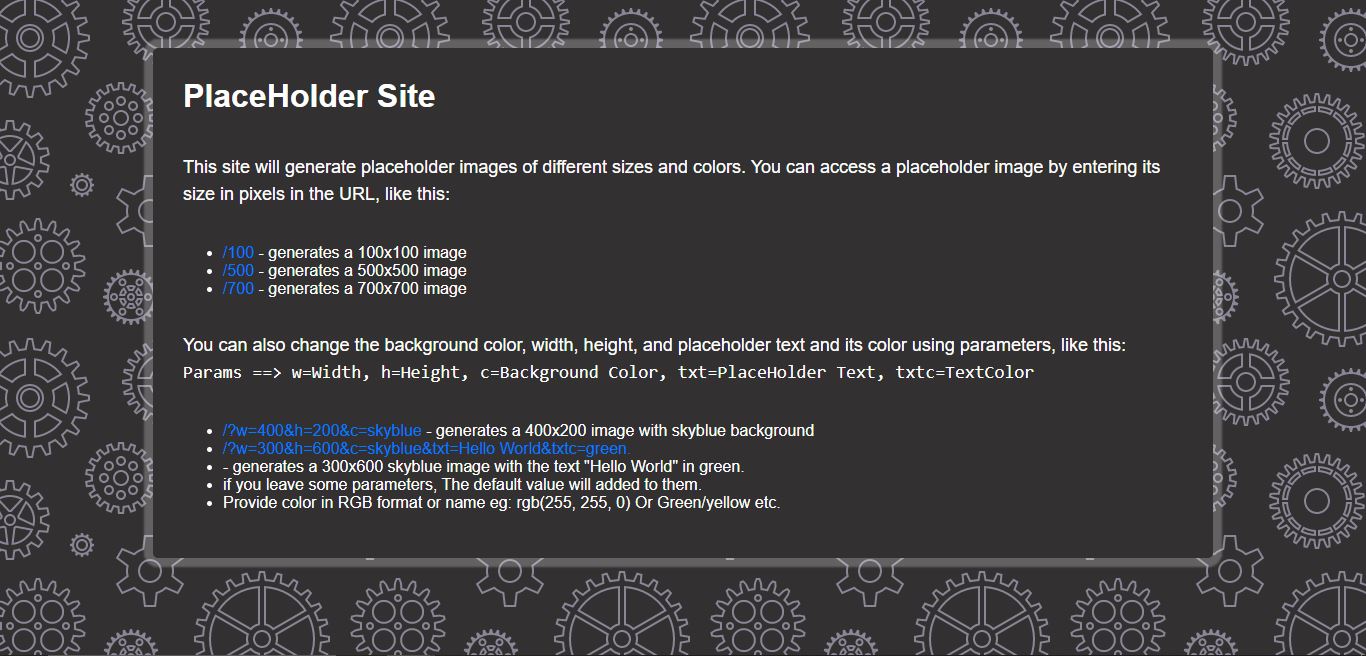 PlaceHolder Site
This site will generate placeholder images of different sizes and colors. You can access a placeholder image by entering its
size in pixels in the URL, like this:
/100 - generates a 100x100 image
/500 - generates a 500x500 image
/700 - generates a 700x700 image
You can also change the background color, width, height, and placeholder text and its color using parameters, like this:
Params ==> w=Width, h=Height, c=Background Color, txt=PlaceHolder Text, txtc=TextColor
/?w=400&h=200&c=skyblue - generates a 400x200 image with skyblue background
/?w=300&h=600&c=skyblue&txt=Hello World&txtc=green.
- generates a 300x600 skyblue image with the text "Hello World" in green.
if you leave some parameters, The default value will added to them.
Provide color in RGB format or name eg: rgb(255, 255, 0) Or Green/yellow etc.